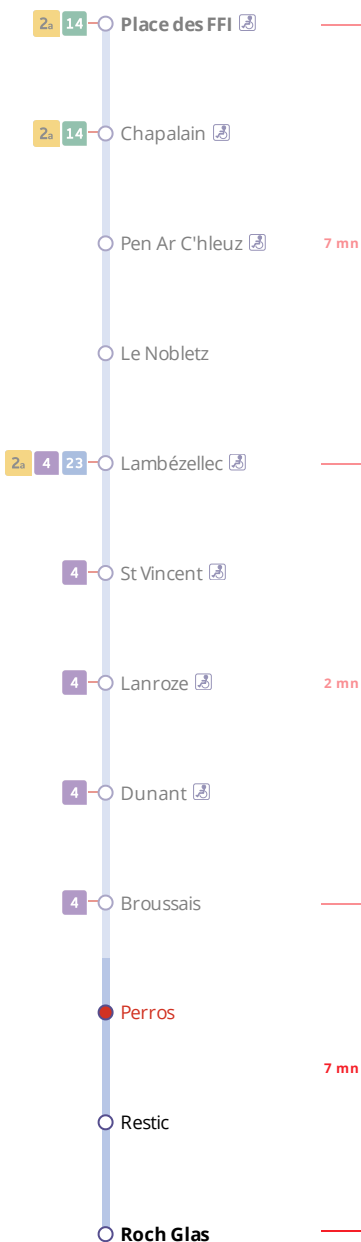 2a 14 Place des FFI
2a 14 Chapalain
Pen Ar C'hleuz 7 mn
Le Nobletz
2a 4 23 Lambézellec
4 St Vincent
4 Lanroze 2 mn
4 Dunant
4 Broussais
Perros
7 mn
Restic
Roch Glas